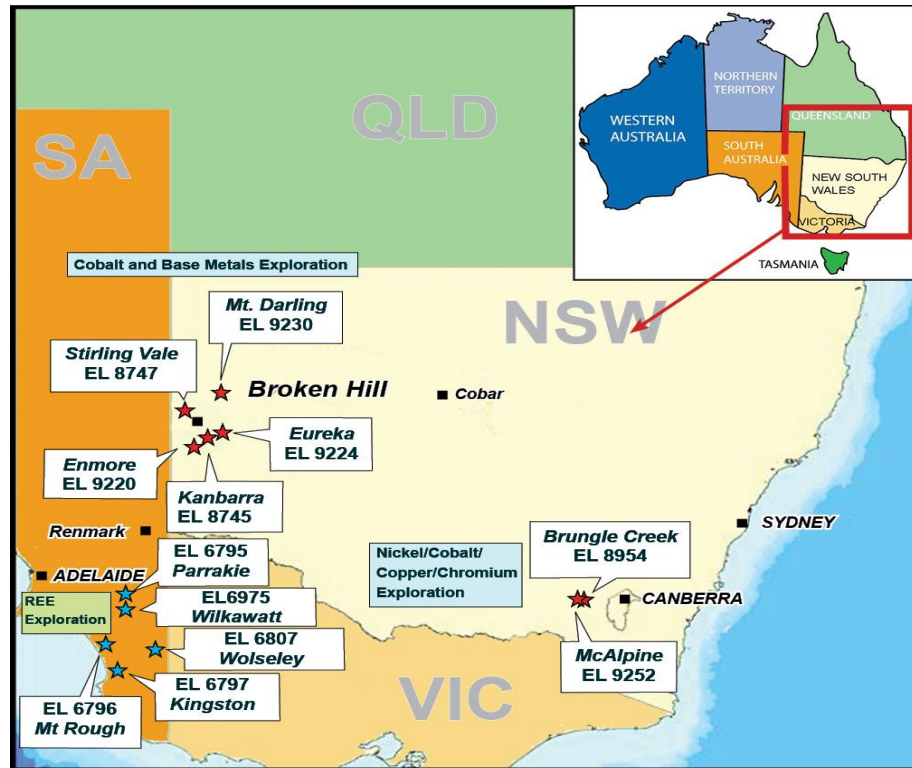 QLD
SA
NORTHERN
TERRITORY
QUEENSLAND
WESTERN
AUSTRALIA
SOUTH
AUSTRALIA
NEW SOUTH
WALES
VICTORIA
TASMANIA
Cobalt and Base Metals Exploration
Mt. Darling
EL 9230
NSW
Stirling Vale
EL 8747
Broken Hill
Cobar
Eureka
EL 9224
Enmore
EL 9220
Kanbarra
EL 8745
Renmark
SYDNEY
Brungle Creek
EL 8954
Nickel/Cobalt/
Copper/Chromium
Exploration
EL 6795
Parrakie
ADELAIDE
REE
Exploration
EL6975
Wilkawatt
CANBERRA
EL 6807
Wolseley
McAlpine
EL 9252
EL 6797
Kingston
EL 6796
Mt Rough
VIC